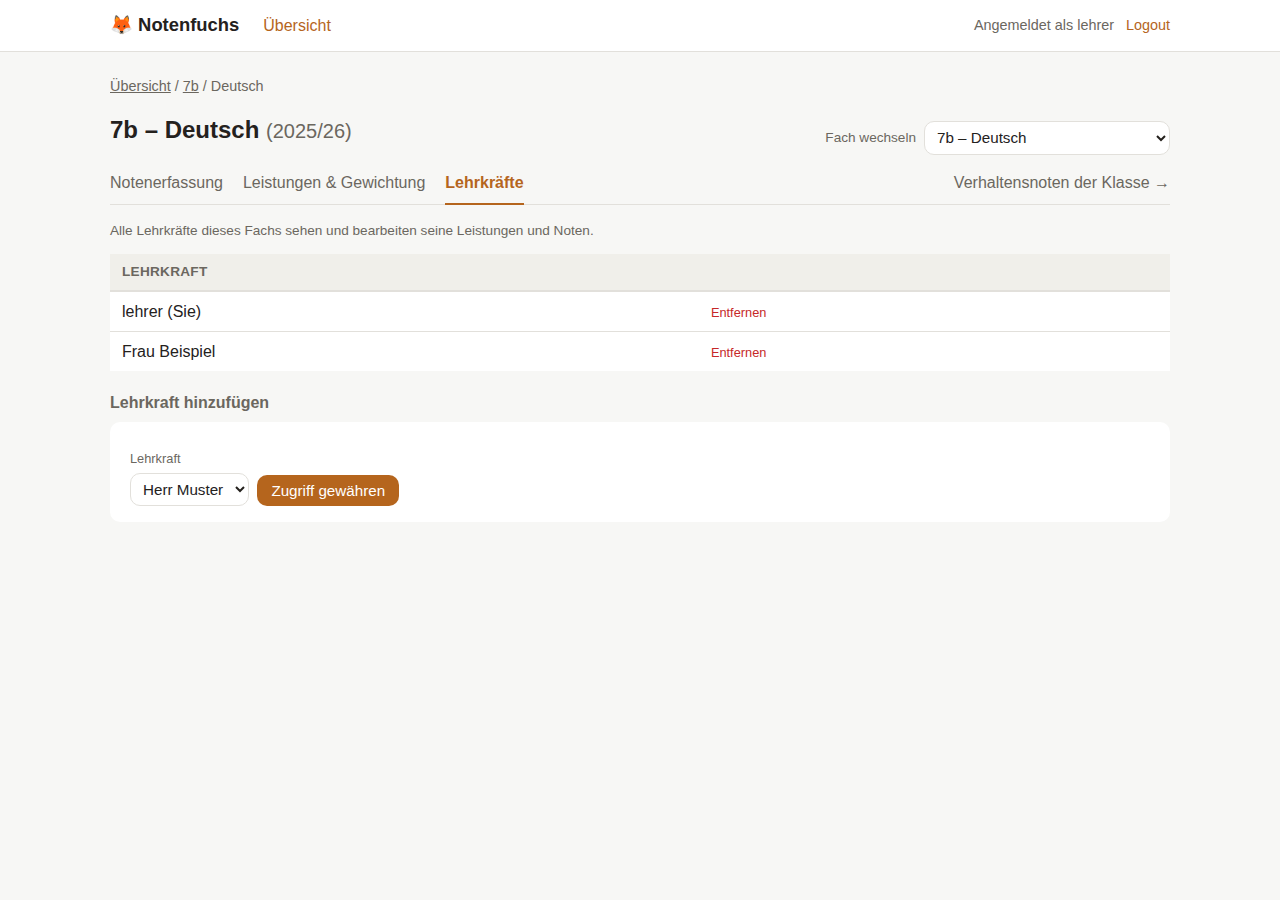 🦊 Notenfuchs Übersicht Angemeldet als lehrer Logout
Übersicht / 7b / Deutsch
7b – Deutsch (2025/26)
Fach wechseln 7b – Deutsch
Notenerfassung Leistungen & Gewichtung Lehrkräfte Verhaltensnoten der Klasse →
Alle Lehrkräfte dieses Fachs sehen und bearbeiten seine Leistungen und Noten.
LEHRKRAFT
lehrer (Sie) Entfernen
Frau Beispiel Entfernen
Lehrkraft hinzufügen
Lehrkraft
Herr Muster Zugriff gewähren